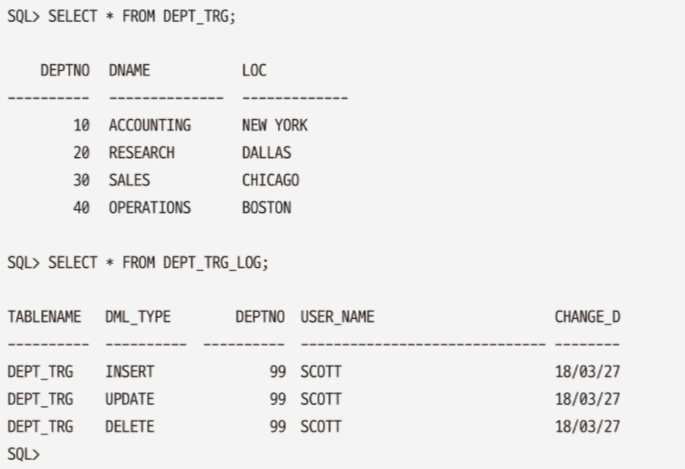 SQL> SELECT * FROM DEPT_TRG;
DEPTNO DNAME LOC
---------- -------------- -------------
10 ACCOUNTING NEW YORK
20 RESEARCH DALLAS
30 SALES CHICAGO
40 OPERATIONS BOSTON
SQL> SELECT * FROM DEPT_TRG_LOG;
TABLENAME DML_TYPE DEPTNO USER_NAME CHANGE_D
---------- ---------- ---------- ------------------------------ --------
DEPT_TRG INSERT 99 SCOTT 18/03/27
DEPT_TRG UPDATE 99 SCOTT 18/03/27
DEPT_TRG DELETE 99 SCOTT 18/03/27
SQL>